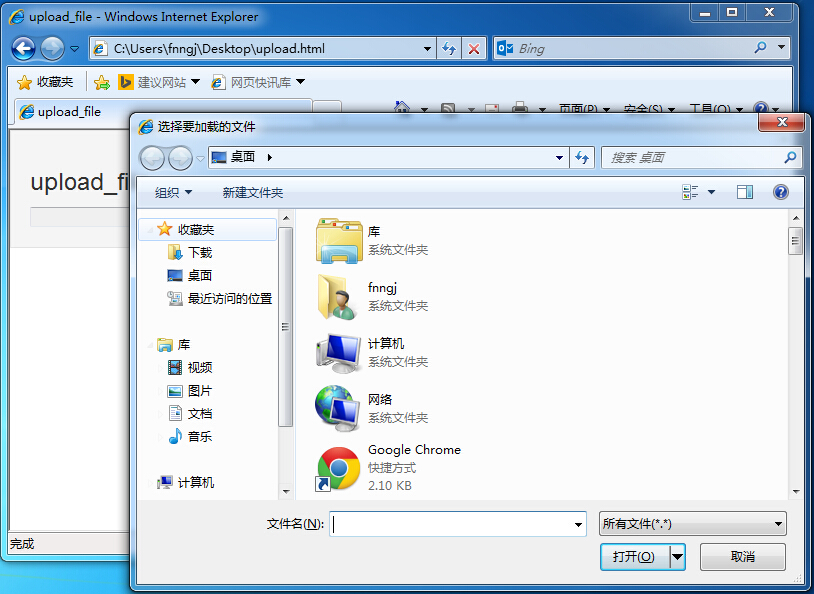 upload_file - Windows Internet Explorer
C:\Users\fnngj\Desktop\upload.html
Bing
收藏夹
建议网站
网页快讯库
upload_file
页面(P)
安全(S)
工具(O)
upload_fi
完成
选择要加载的文件
桌面
搜索 桌面
组织
新建文件夹
收藏夹
下载
桌面
最近访问的位置
库
视频
图片
文档
音乐
计算机
库
系统文件夹
fnngj
系统文件夹
计算机
系统文件夹
网络
系统文件夹
Google Chrome
快捷方式
2.10 KB
文件名(N):
所有文件(*.*)
打开(O)
取消